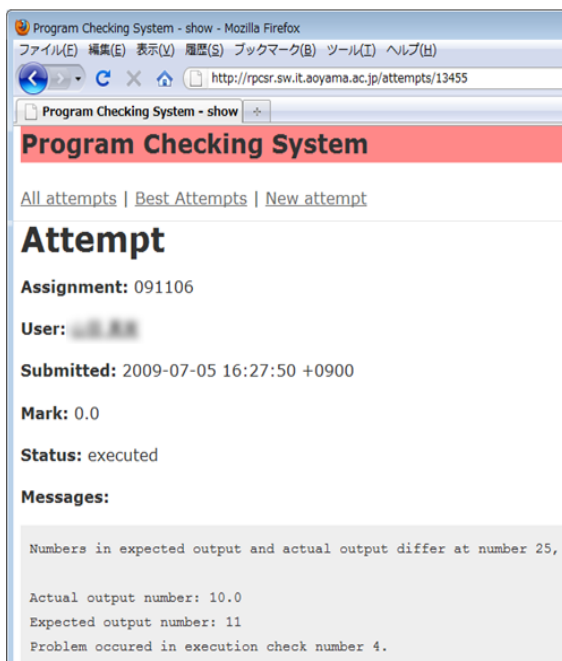 Program Checking System - show - Mozilla Firefox
ファイル(F) 編集(E) 表示(V) 履歴(S) ブックマーク(B) ツール(T) ヘルプ(H)
http://rpcsr.sw.it.aoyama.ac.jp/attempts/13455
Program Checking System - show
Program Checking System
All attempts | Best Attempts | New attempt
Attempt
Assignment: 091106
User:
Submitted: 2009-07-05 16:27:50 +0900
Mark: 0.0
Status: executed
Messages:
Numbers in expected output and actual output differ at number 25,
Actual output number: 10.0
Expected output number: 11
Problem occured in execution check number 4.